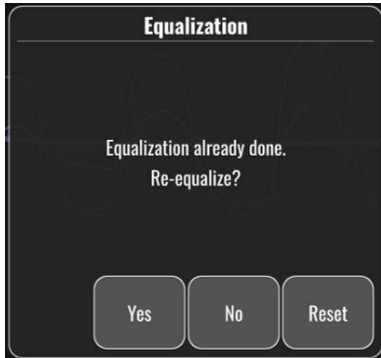 Equalization
Equalization already done.
Re-equalize?
Yes No Reset